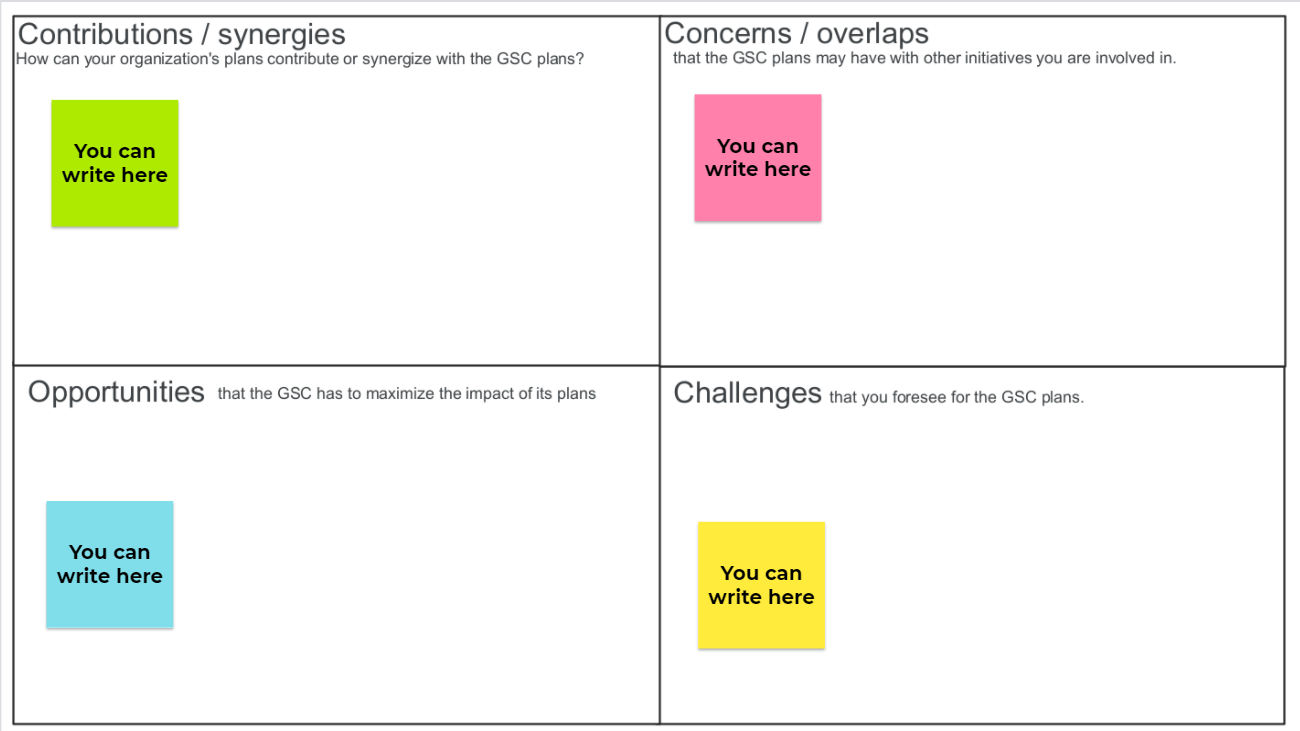 Contributions / synergies
How can your organization's plans contribute or synergize with the GSC plans?
You can
write here
Concerns / overlaps
that the GSC plans may have with other initiatives you are involved in.
You can
write here
Opportunities that the GSC has to maximize the impact of its plans
You can
write here
Challenges that you foresee for the GSC plans.
You can
write here